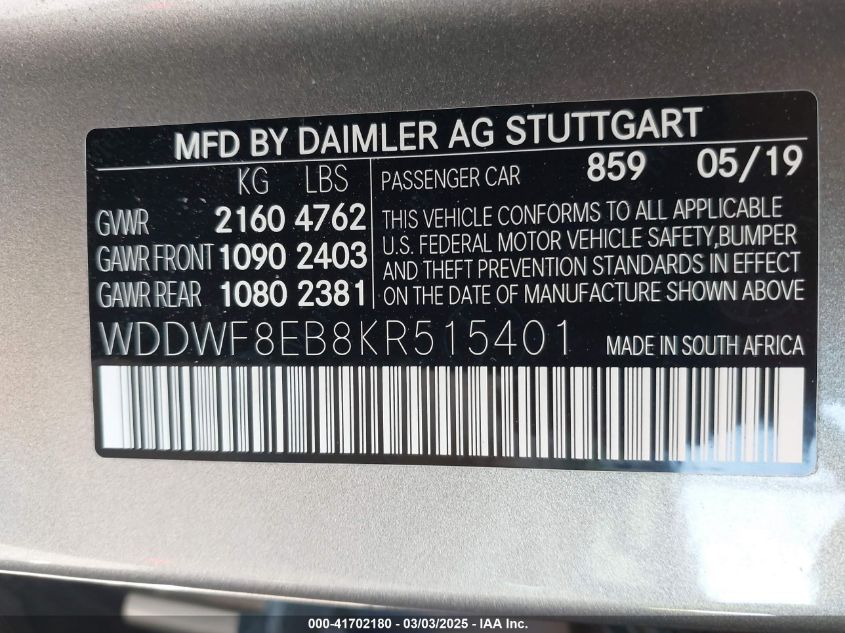 MFD BY DAIMLER AG STUTTGART
KG LBS
GVWR 2160 4762
GAWR FRONT 1090 2403
GAWR REAR 1080 2381
PASSENGER CAR 859 05/19
THIS VEHICLE CONFORMS TO ALL APPLICABLE
U.S. FEDERAL MOTOR VEHICLE SAFETY,BUMPER
AND THEFT PREVENTION STANDARDS IN EFFECT
ON THE DATE OF MANUFACTURE SHOWN ABOVE
WDDWF8EB8KR515401 MADE IN SOUTH AFRICA
000-41702180 - 03/03/2025 - IAA Inc.